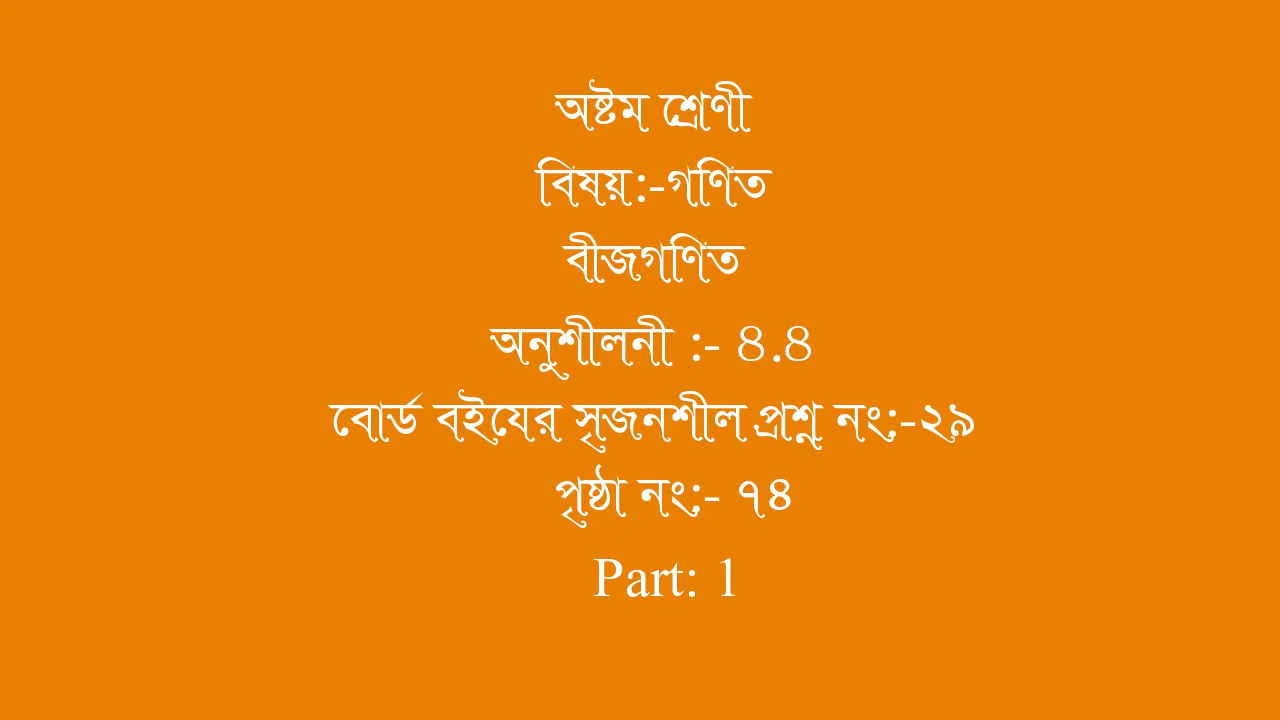 অষ্টম শ্রেণী
বিষয়:-গণিত
বীজগণিত
অনুশীলনী :- ৪.৪
বোর্ড বইযের সৃজনশীল প্রশ্ন নং:-২৯
পৃষ্ঠা নং:- ৭৪
Part: 1